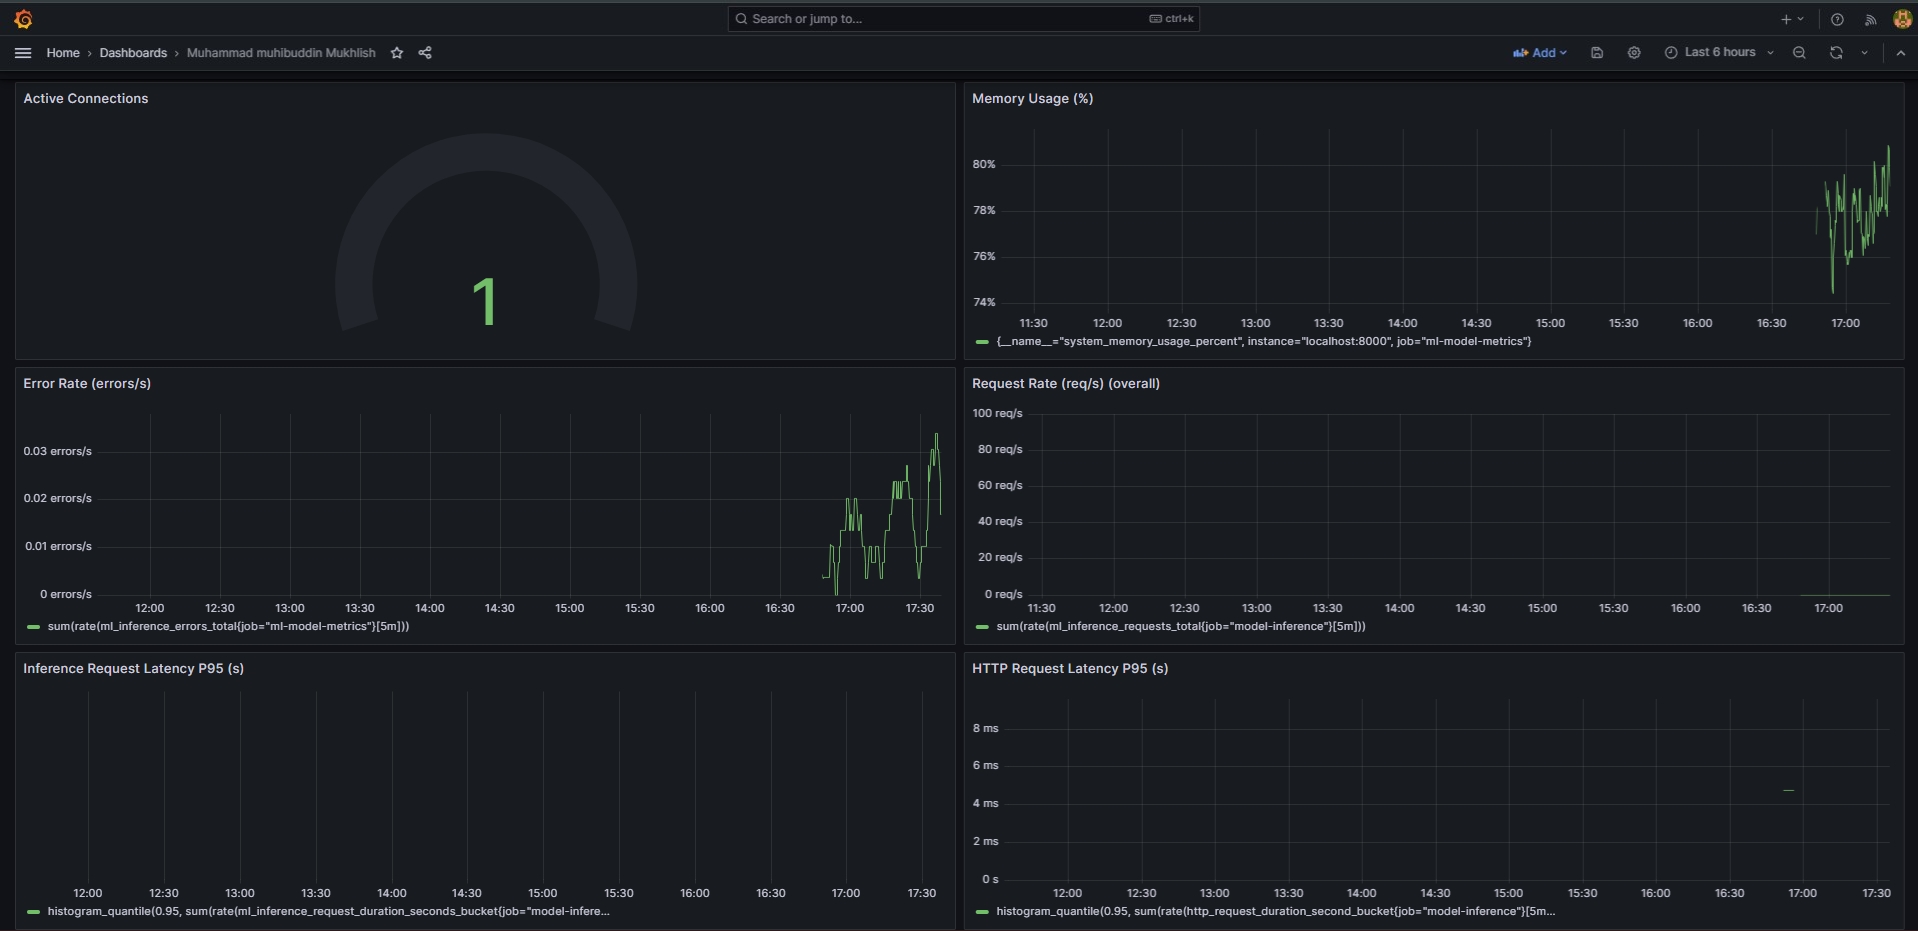 Search or jump to...
ctrl+k
Home › Dashboards › Muhammad muhibuddin Mukhlish
Add
Last 6 hours
Active Connections
1
Memory Usage (%)
80%
78%
76%
74%
11:30 12:00 12:30 13:00 13:30 14:00 14:30 15:00 15:30 16:00 16:30 17:00
{__name__="system_memory_usage_percent", instance="localhost:8000", job="ml-model-metrics"}
Error Rate (errors/s)
0.03 errors/s
0.02 errors/s
0.01 errors/s
0 errors/s
12:00 12:30 13:00 13:30 14:00 14:30 15:00 15:30 16:00 16:30 17:00 17:30
sum(rate(ml_inference_errors_total{job="ml-model-metrics"}[5m]))
Request Rate (req/s) (overall)
100 req/s
80 req/s
60 req/s
40 req/s
20 req/s
0 req/s
11:30 12:00 12:30 13:00 13:30 14:00 14:30 15:00 15:30 16:00 16:30 17:00
sum(rate(ml_inference_requests_total{job="model-inference"}[5m]))
Inference Request Latency P95 (s)
12:00 12:30 13:00 13:30 14:00 14:30 15:00 15:30 16:00 16:30 17:00 17:30
histogram_quantile(0.95, sum(rate(ml_inference_request_duration_seconds_bucket{job="model-infere...
HTTP Request Latency P95 (s)
8 ms
6 ms
4 ms
2 ms
0 s
12:00 12:30 13:00 13:30 14:00 14:30 15:00 15:30 16:00 16:30 17:00 17:30
histogram_quantile(0.95, sum(rate(http_request_duration_second_bucket{job="model-inference"}[5m...